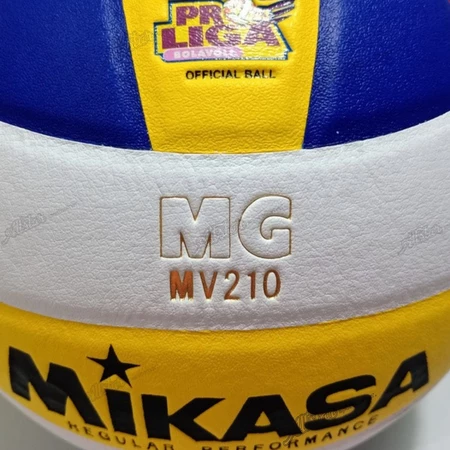 PRO
LIGA
BOLAVOLI
OFFICIAL BALL
MG
MV210
MIKASA
REGULAR PERFORMANCE